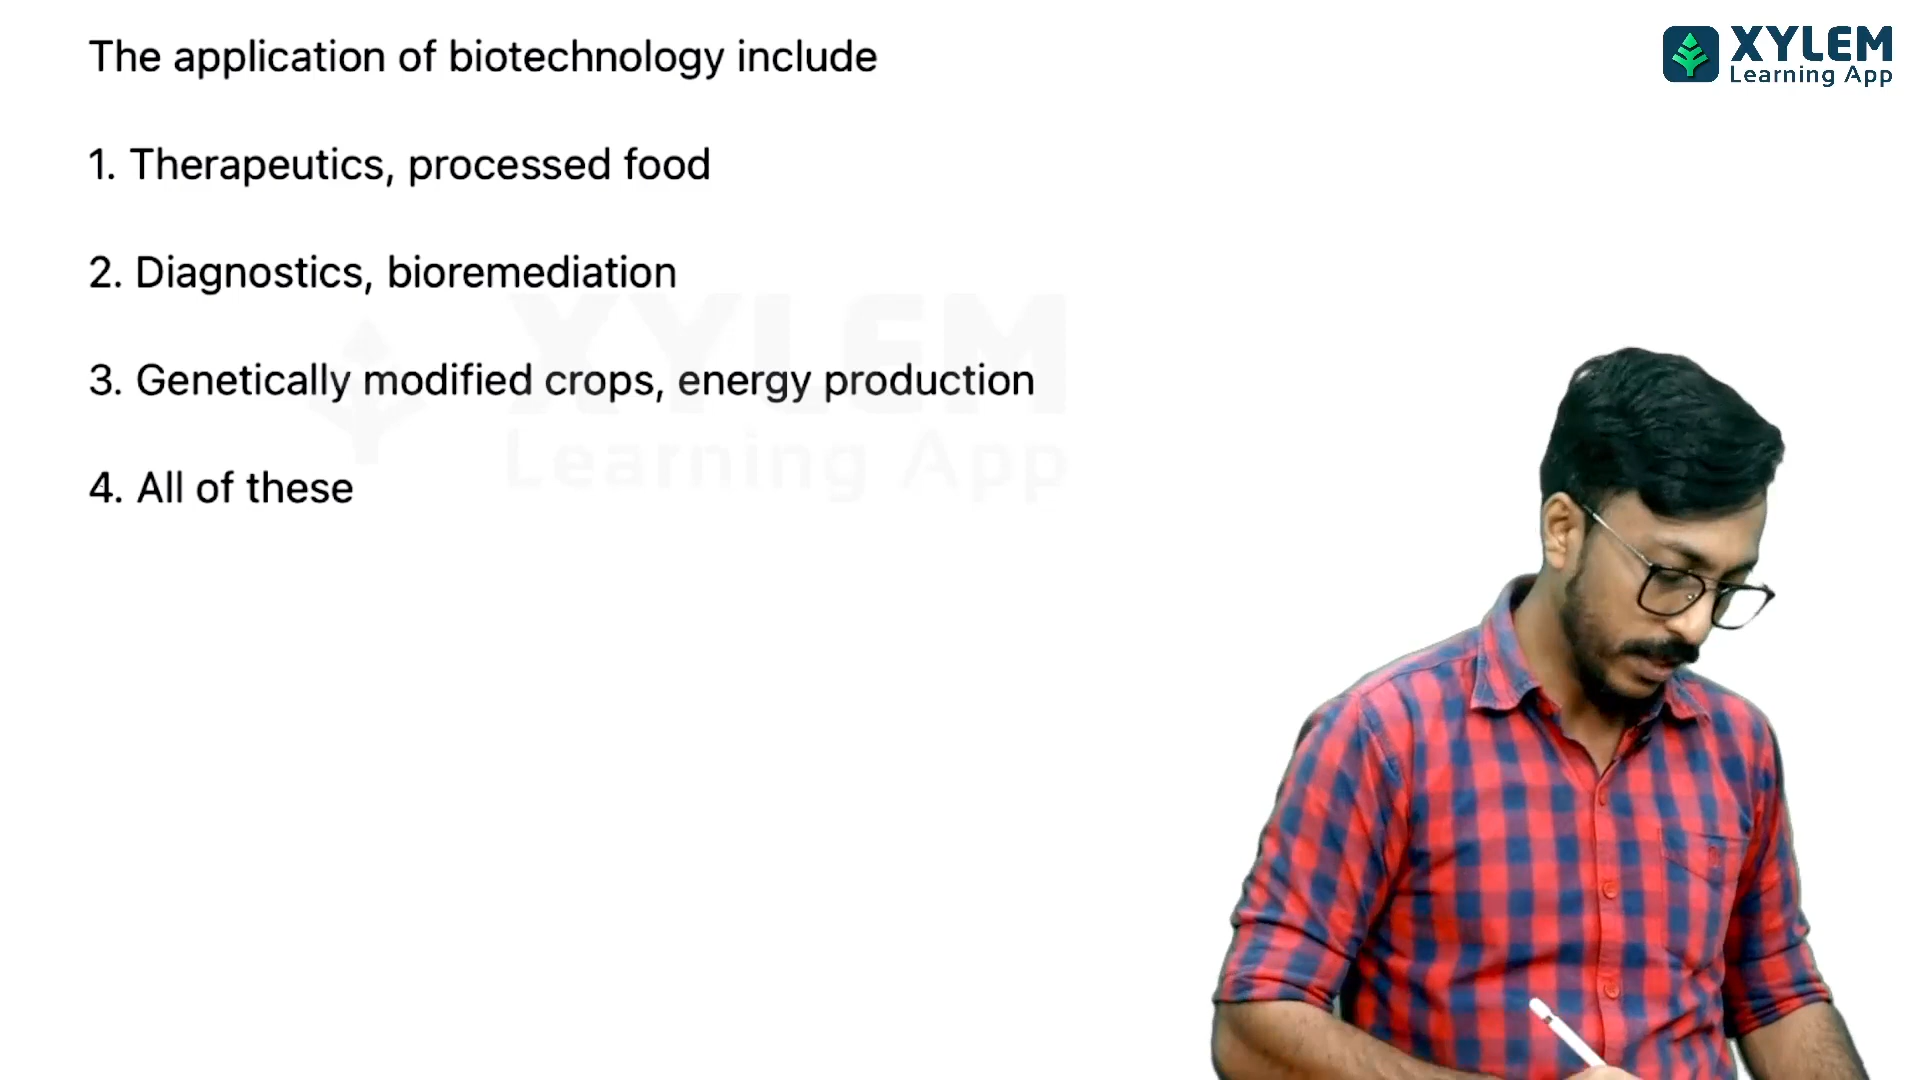 The application of biotechnology include
XYLEM
Learning App
1. Therapeutics, processed food
2. Diagnostics, bioremediation
3. Genetically modified crops, energy production
4. All of these
XYLEM
Learning App